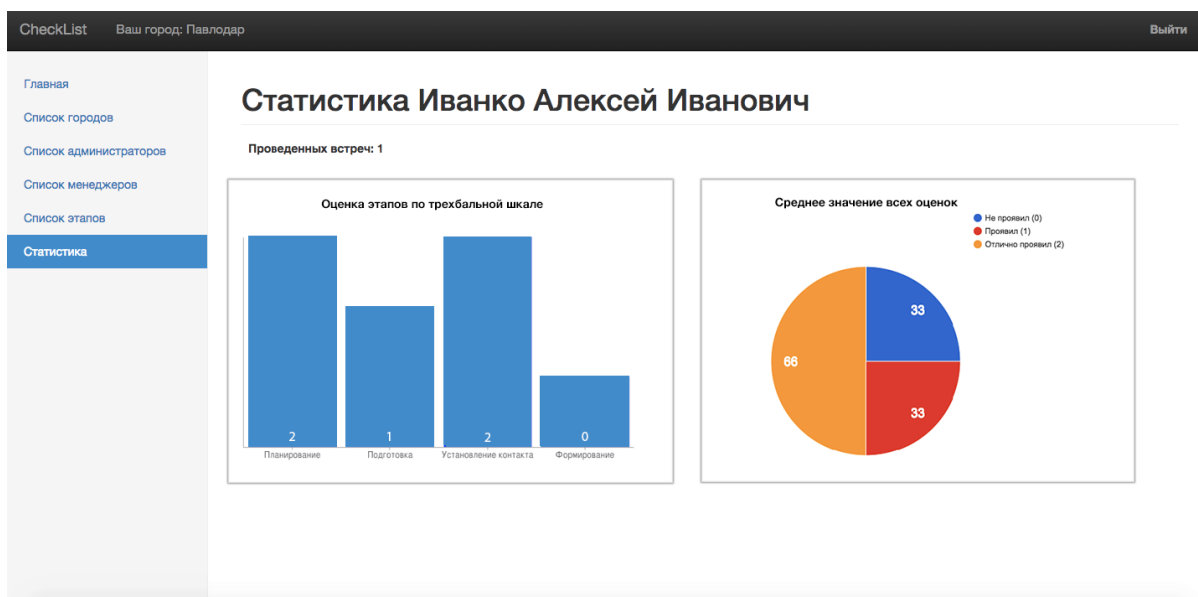 CheckList Ваш город: Павлодар Выйти
Главная
Список городов
Список администраторов
Список менеджеров
Список этапов
Статистика
Статистика Иванко Алексей Иванович
Проведенных встреч: 1
Оценка этапов по трехбальной шкале
2 1 2 0
Планирование Подготовка Установление контакта Формирование
Среднее значение всех оценок
Не проявил (0)
Проявил (1)
Отлично проявил (2)
33
66
33